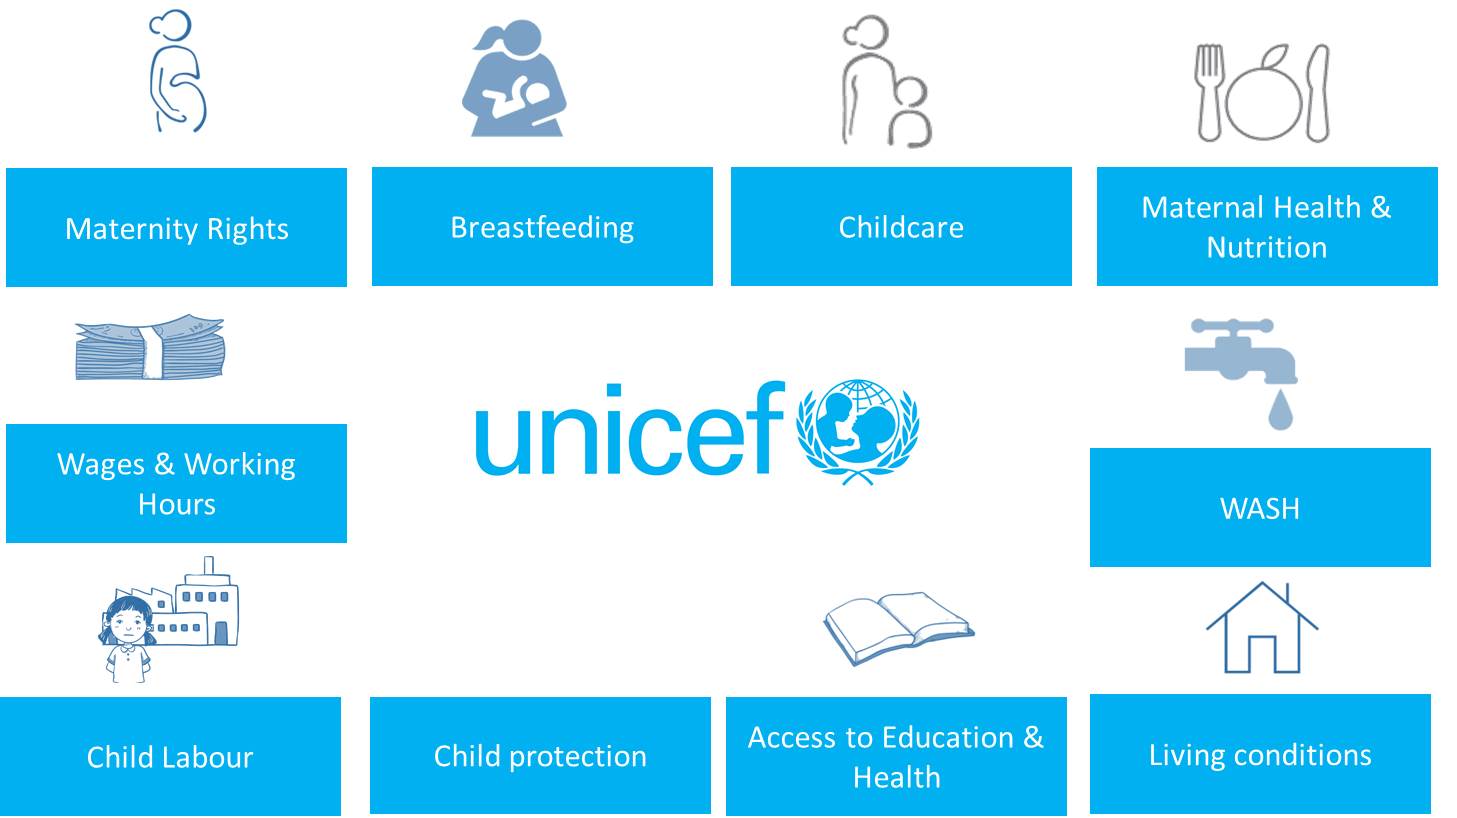 Maternity Rights
Breastfeeding
Childcare
Maternal Health &
Nutrition
Wages & Working
Hours
unicef
WASH
Child Labour
Child protection
Access to Education &
Health
Living conditions